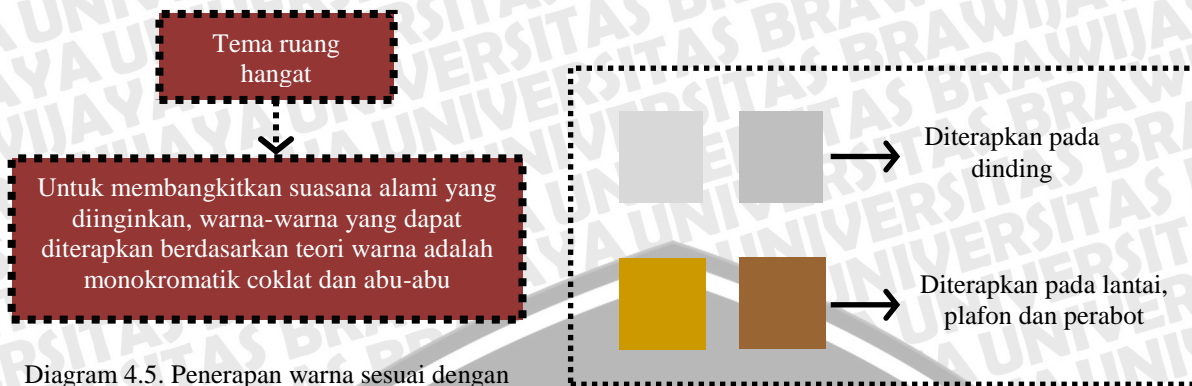 Tema ruang
hangat
Untuk membangkitkan suasana alami yang
diinginkan, warna-warna yang dapat
diterapkan berdasarkan teori warna adalah
monokromatik coklat dan abu-abu
Diterapkan pada
dinding
Diterapkan pada lantai,
plafon dan perabot
Diagram 4.5. Penerapan warna sesuai dengan